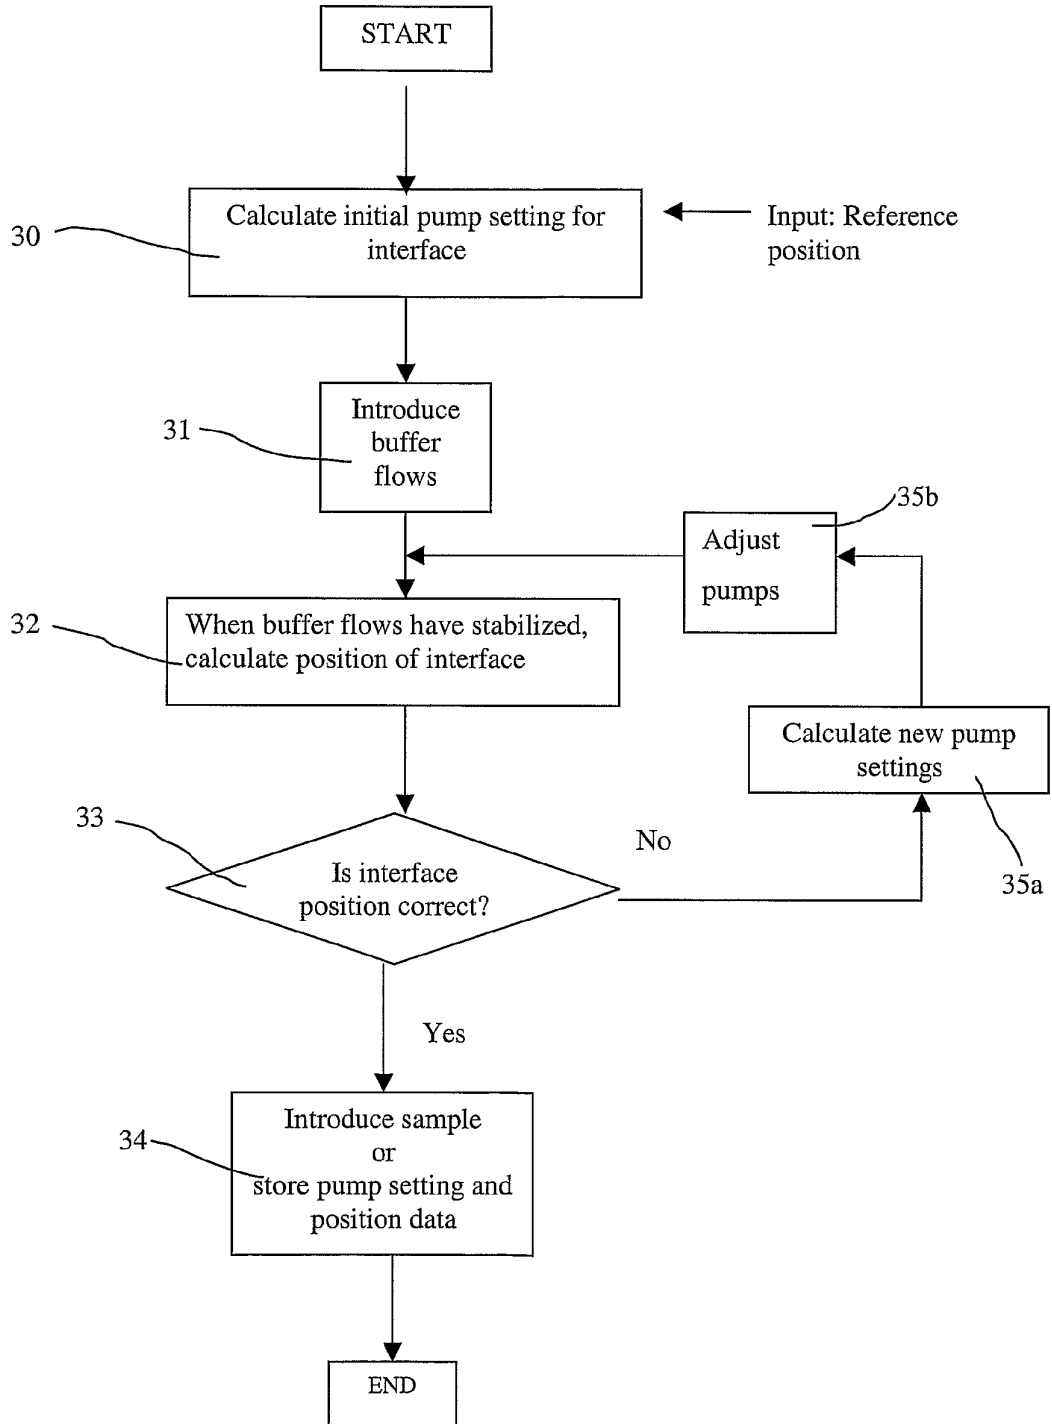 START
Calculate initial pump setting for
interface
30
Input: Reference
position
Introduce
buffer
flows
31
35b
Adjust
pumps
32
When buffer flows have stabilized,
calculate position of interface
Calculate new pump
settings
35a
33
Is interface
position correct?
No
Yes
Introduce sample
or
store pump setting and
position data
34
END